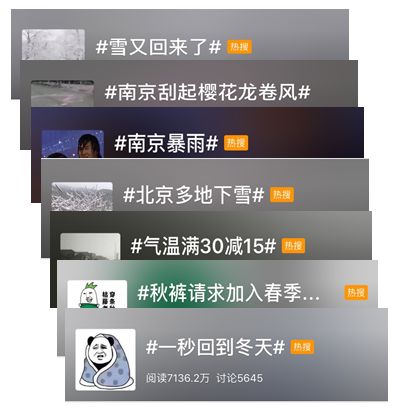 #雪又回来了# 热搜
#南京刮起樱花龙卷风#
#南京暴雨# 热搜
#北京多地下雪# 热搜
#气温满30减15# 热搜
#秋裤请求加入春季... 热搜
#一秒回到冬天# 热搜
阅读7136.2万 讨论5645